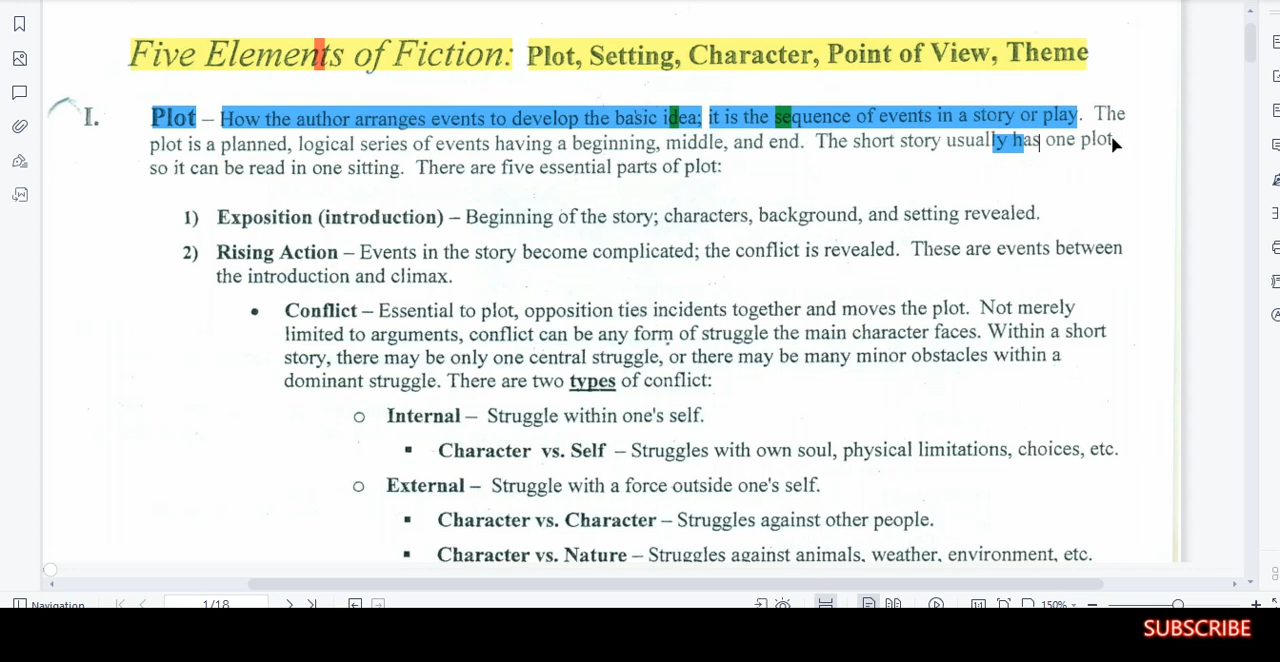 Five Elements of Fiction: Plot, Setting, Character, Point of View, Theme
I. Plot – How the author arranges events to develop the basic idea; it is the sequence of events in a story or play. The
plot is a planned, logical series of events having a beginning, middle, and end. The short story usually has one plot
so it can be read in one sitting. There are five essential parts of plot:
1) Exposition (introduction) – Beginning of the story; characters, background, and setting revealed.
2) Rising Action – Events in the story become complicated; the conflict is revealed. These are events between
the introduction and climax.
• Conflict – Essential to plot, opposition ties incidents together and moves the plot. Not merely
limited to arguments, conflict can be any form of struggle the main character faces. Within a short
story, there may be only one central struggle, or there may be many minor obstacles within a
dominant struggle. There are two types of conflict:
o Internal – Struggle within one's self.
▪ Character vs. Self – Struggles with own soul, physical limitations, choices, etc.
o External – Struggle with a force outside one's self.
▪ Character vs. Character – Struggles against other people.
▪ Character vs. Nature – Struggles against animals, weather, environment, etc.
Navigation 1/18 150%
SUBSCRIBE